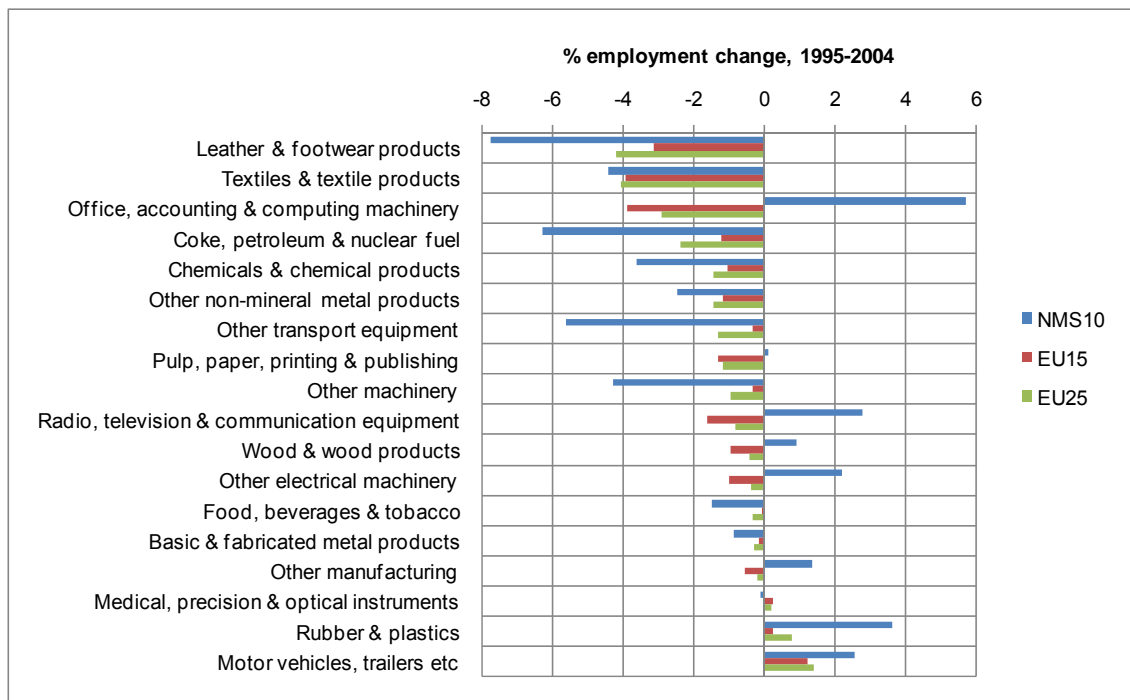 % employment change, 1995-2004
-8 -6 -4 -2 0 2 4 6
Leather & footwear products
Textiles & textile products
Office, accounting & computing machinery
Coke, petroleum & nuclear fuel
Chemicals & chemical products
Other non-mineral metal products
Other transport equipment
Pulp, paper, printing & publishing
Other machinery
Radio, television & communication equipment
Wood & wood products
Other electrical machinery
Food, beverages & tobacco
Basic & fabricated metal products
Other manufacturing
Medical, precision & optical instruments
Rubber & plastics
Motor vehicles, trailers etc
NMS10
EU15
EU25